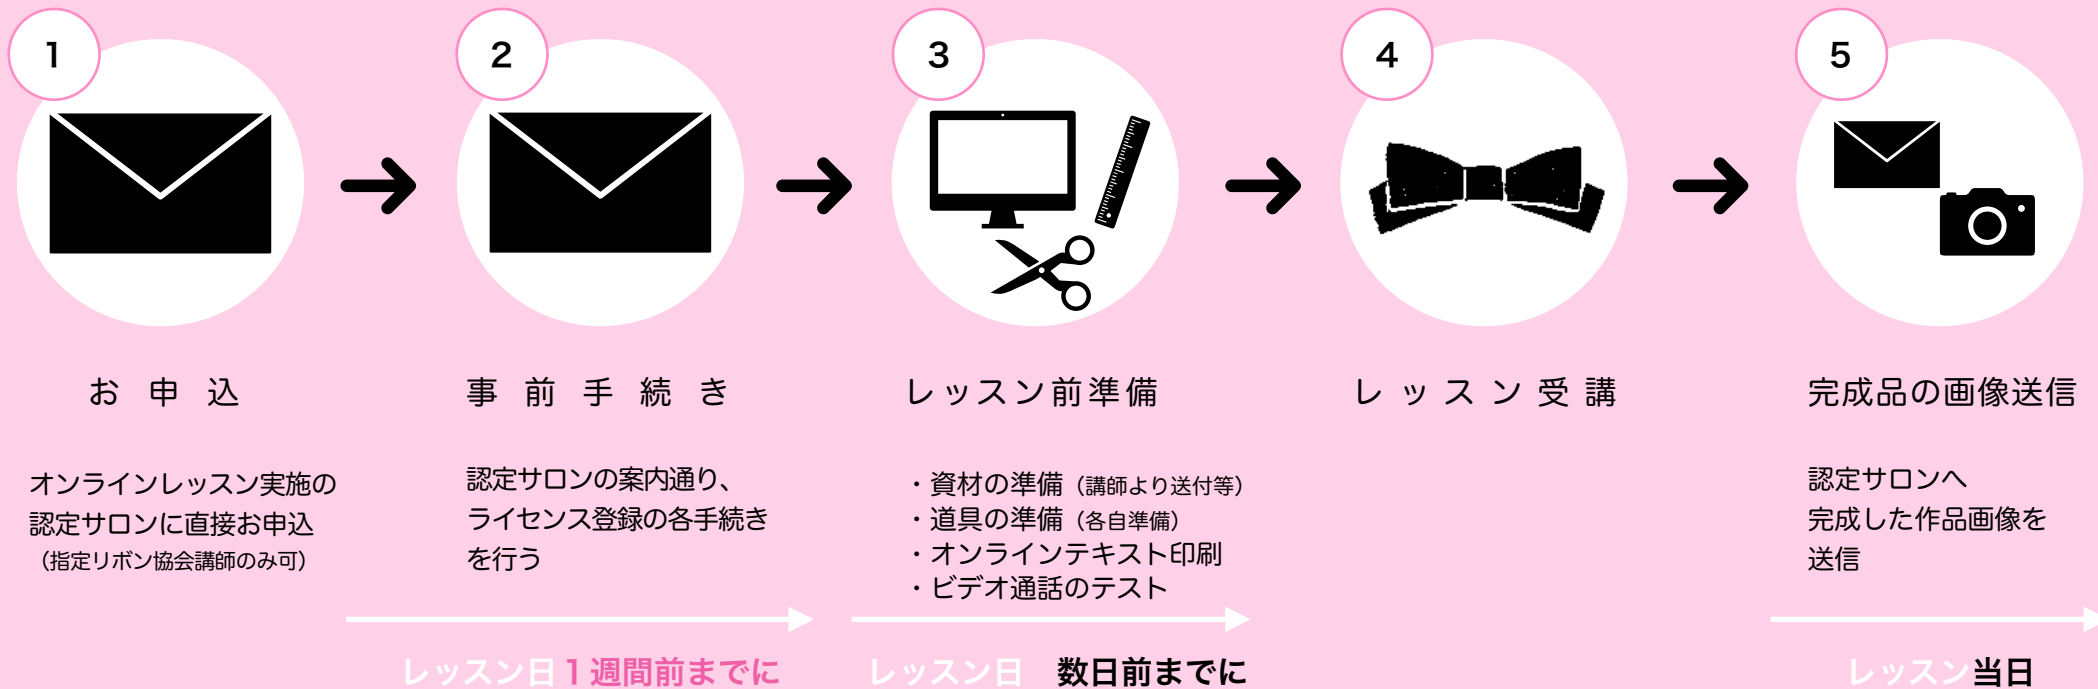 1
お申込
オンラインレッスン実施の
認定サロンに直接お申込
（指定リボン協会講師のみ可）
2
事前手続き
認定サロンの案内通り、
ライセンス登録の各手続き
を行う
レッスン日１週間前までに
3
レッスン前準備
・資材の準備（講師より送付等）
・道具の準備（各自準備）
・オンラインテキスト印刷
・ビデオ通話のテスト
レッスン日 数日前までに
4
レッスン受講
5
完成品の画像送信
認定サロンへ
完成した作品画像を
送信
レッスン当日